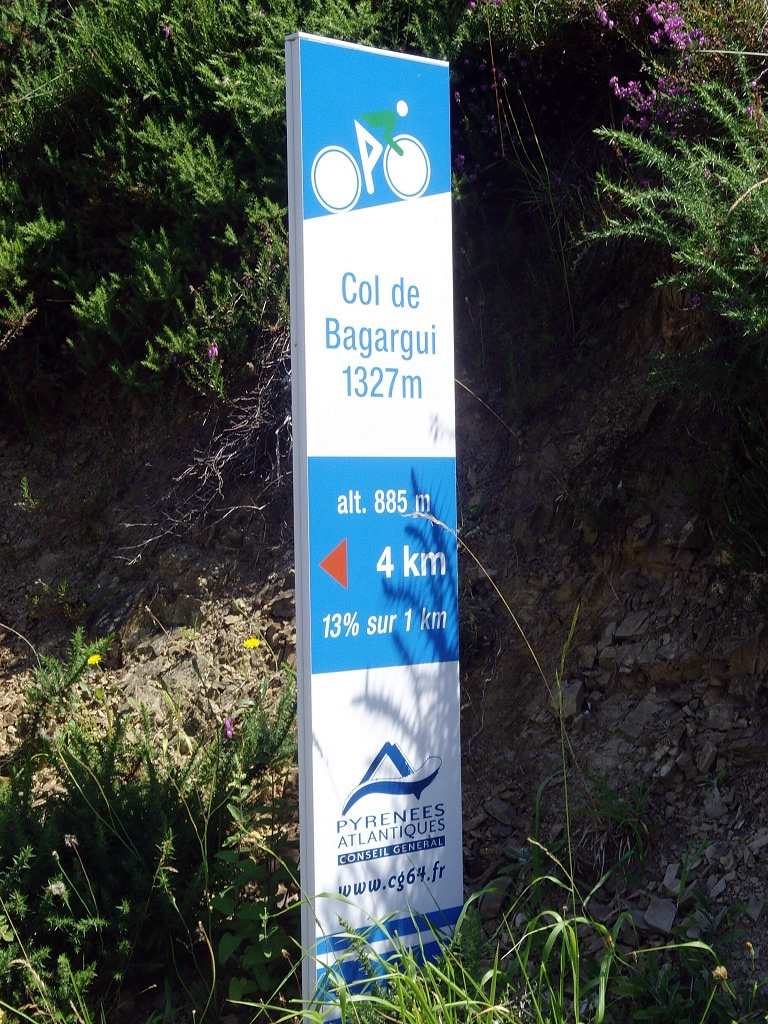 Col de
Bagargui
1327m
alt. 885 m
4 km
13% sur 1 km
PYRENEES
ATLANTIQUES
CONSEIL GENERAL
www.cg64.fr